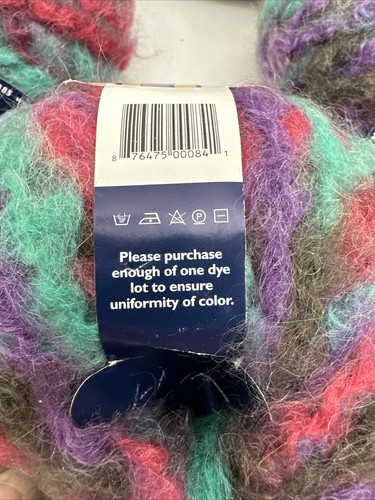 8 76475 00084 1
P
Please purchase
enough of one dye
lot to ensure
uniformity of color.